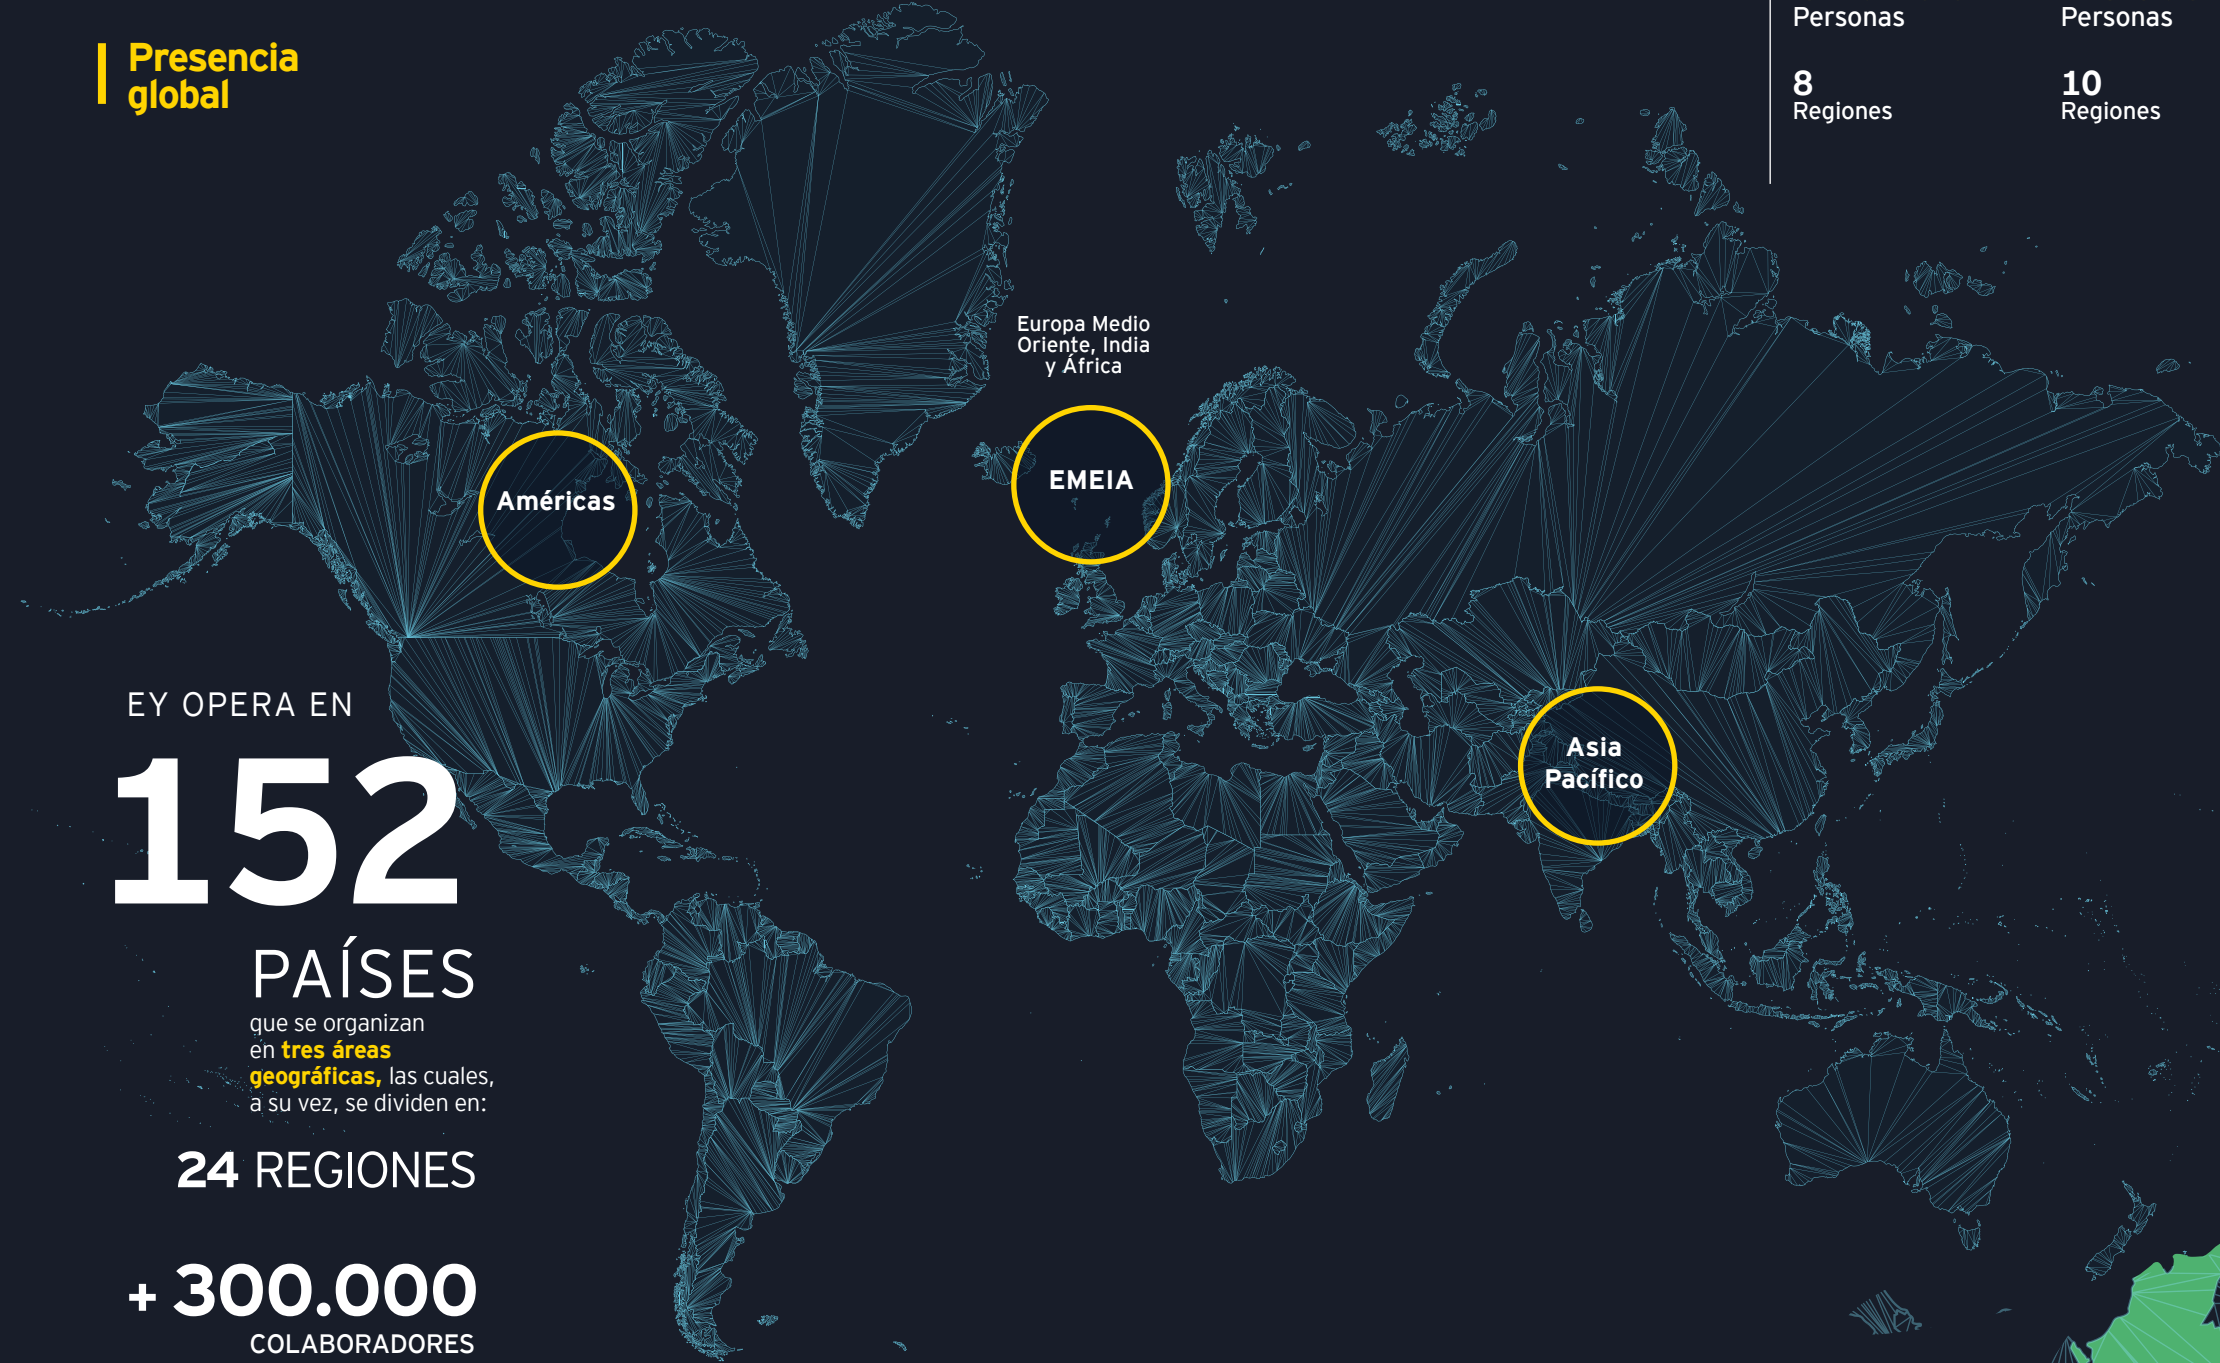 Presencia
global
Personas
8
Regiones
Personas
10
Regiones
Europa Medio
Oriente, India
y África
EMEIA
Américas
Asia
Pacífico
EY OPERA EN
152
PAÍSES
que se organizan
en tres áreas
geográficas, las cuales,
a su vez, se dividen en:
24 REGIONES
+ 300.000
COLABORADORES